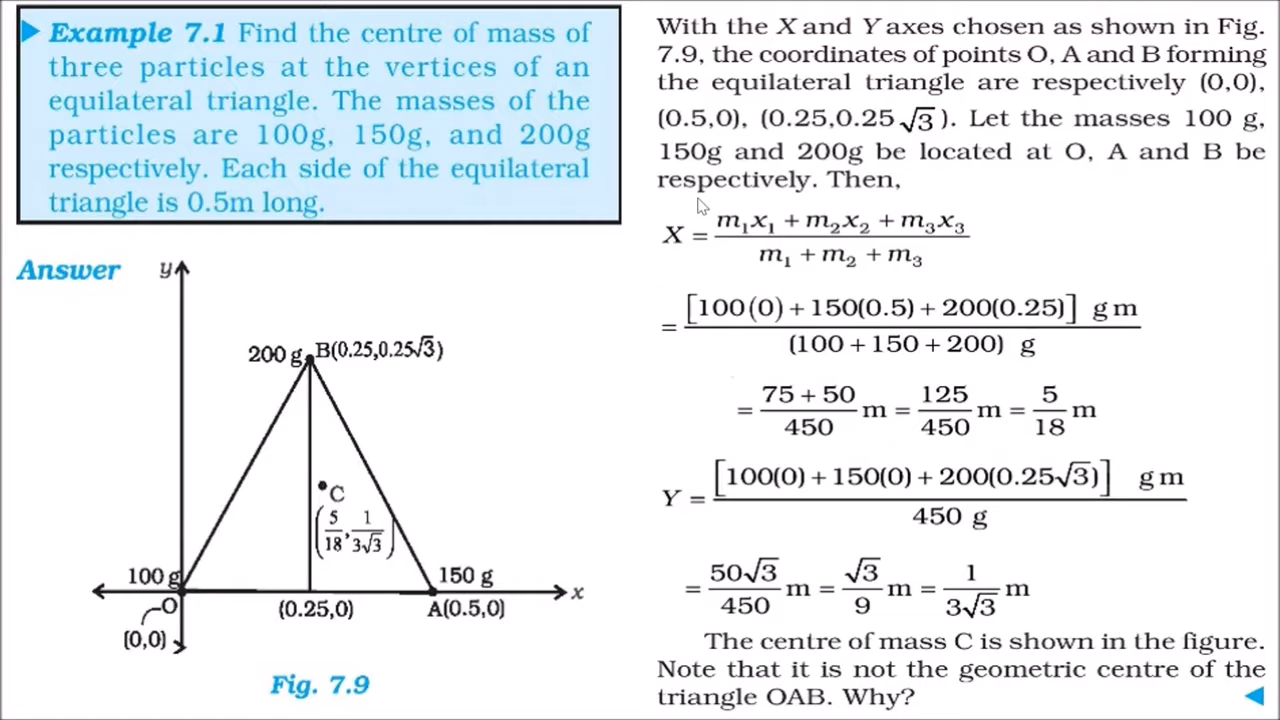 Example 7.1 Find the centre of mass of
three particles at the vertices of an
equilateral triangle. The masses of the
particles are 100g, 150g, and 200g
respectively. Each side of the equilateral
triangle is 0.5m long.
Answer
y
200 g
B(0.25,0.25√3)
C
(5/18, 1/3√3)
100 g
150 g
x
O
(0.25,0)
A(0.5,0)
(0,0)
Fig. 7.9
With the X and Y axes chosen as shown in Fig.
7.9, the coordinates of points O, A and B forming
the equilateral triangle are respectively (0,0),
(0.5,0), (0.25,0.25√3). Let the masses 100 g,
150g and 200g be located at O, A and B be
respectively. Then,
X = (m₁x₁ + m₂x₂ + m₃x₃)/(m₁ + m₂ + m₃)
= [100(0) + 150(0.5) + 200(0.25)] g m/(100 + 150 + 200) g
= (75 + 50)/450 m = 125/450 m = 5/18 m
Y = [100(0) + 150(0) + 200(0.25√3)] g m/450 g
= 50√3/450 m = √3/9 m = 1/3√3 m
The centre of mass C is shown in the figure.
Note that it is not the geometric centre of the
triangle OAB. Why?